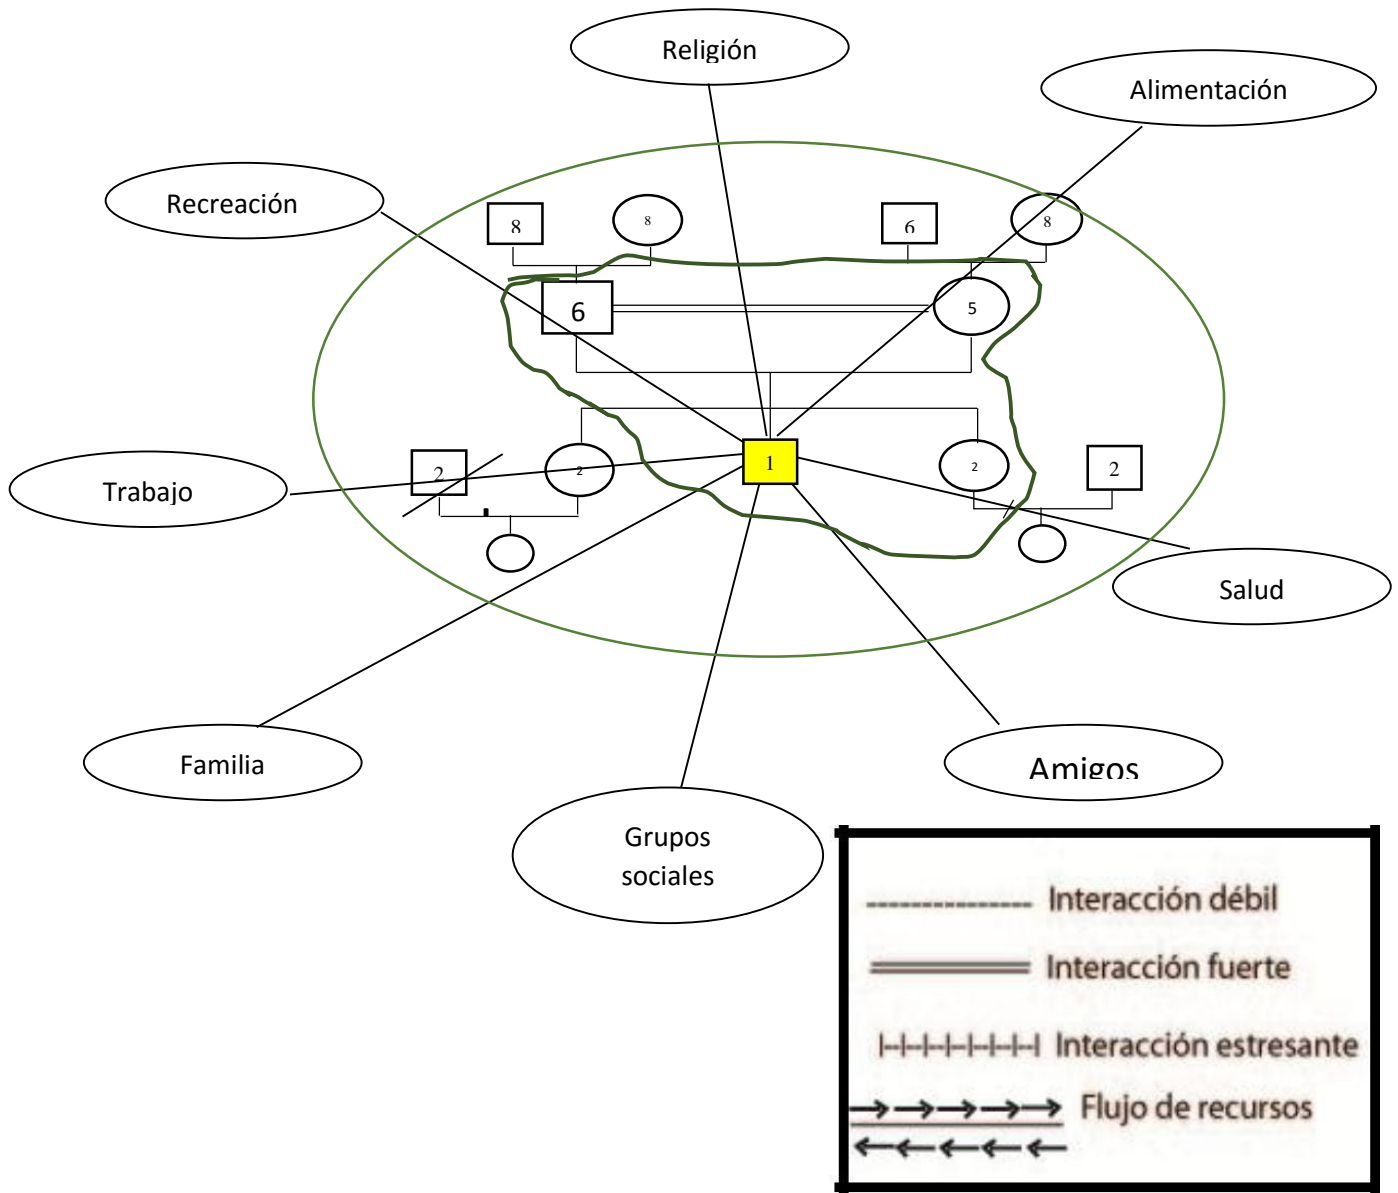 Religión
Alimentación
Recreación
8
8
6
8
6
5
2
2
1
2
2
Trabajo
Salud
Familia
Amigos
Grupos
sociales
Interacción débil
Interacción fuerte
Interacción estresante
Flujo de recursos